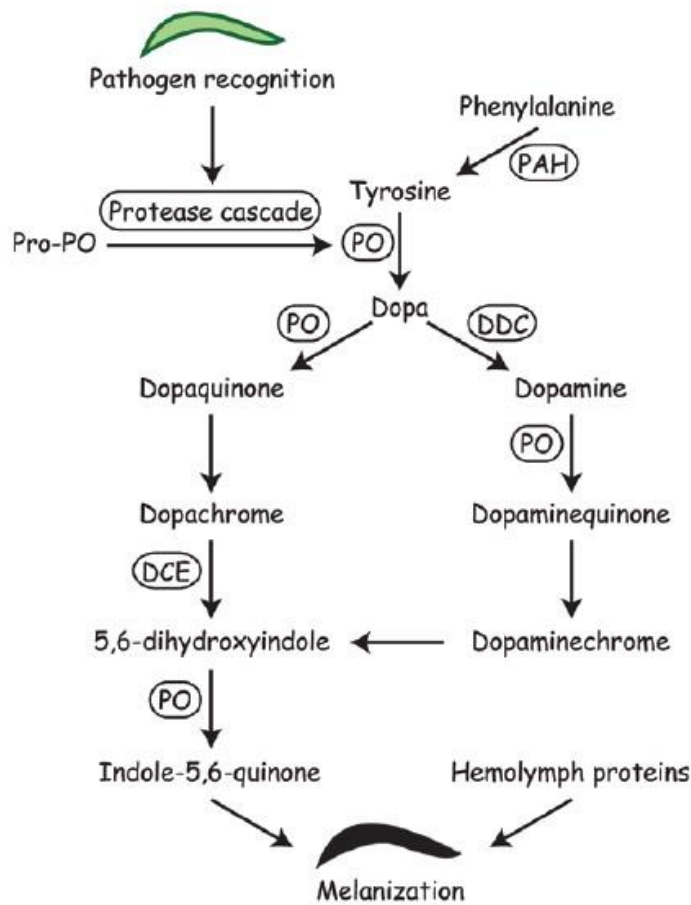 Pathogen recognition
Phenylalanine
PAH
Tyrosine
Protease cascade
Pro-PO
PO
Dopa
PO
DDC
Dopaquinone
Dopamine
PO
Dopachrome
Dopaminequinone
DCE
5,6-dihydroxyindole
Dopaminechrome
PO
Indole-5,6-quinone
Hemolymph proteins
Melanization